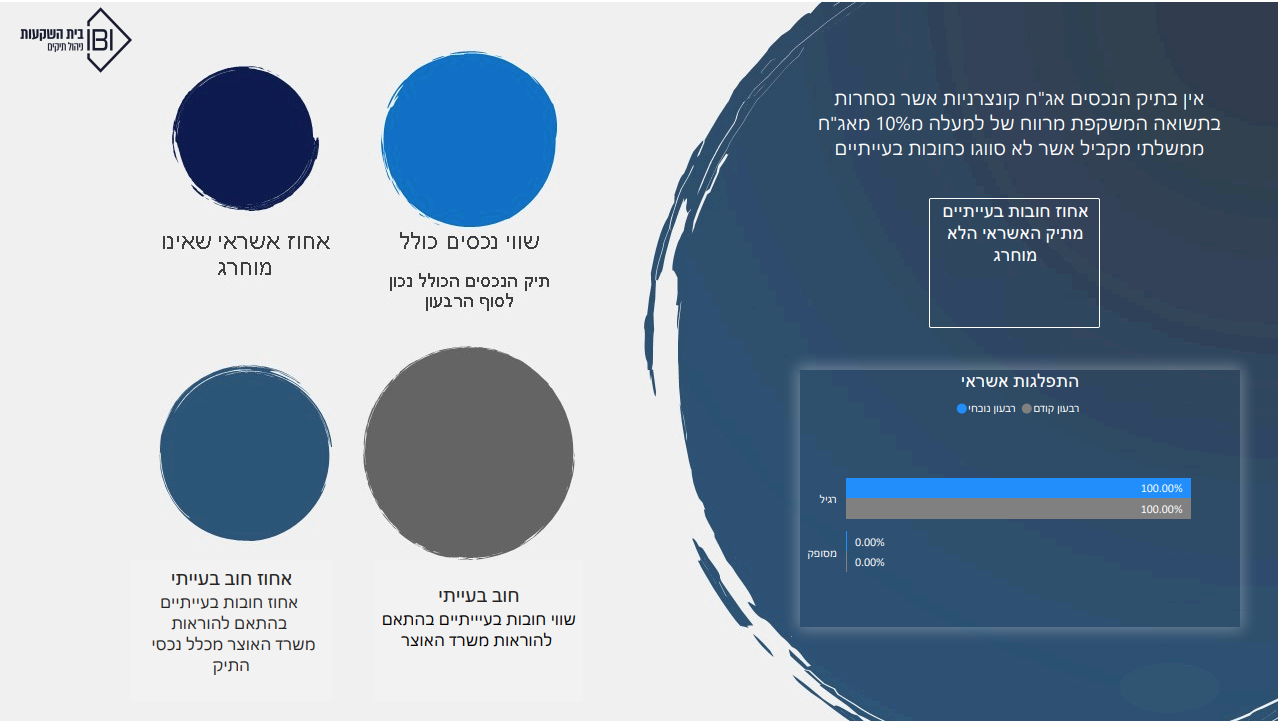 בית השקעות
ניהול תיקים
IBI
אין בתיק הנכסים אג"ח קונצרניות אשר נסחרות
בתשואה המשקפת מרווח של למעלה מ10% מאג"ח
ממשלתי מקביל אשר לא סווגו כחובות בעייתיים
אחוז חובות בעייתיים
מתיק האשראי הלא
מוחרג
שווי נכסים כולל
תיק הנכסים הכולל נכון
לסוף הרבעון
אחוז אשראי שאינו
מוחרג
התפלגות אשראי
רבעון קודם רבעון נוכחי
רגיל
100.00%
100.00%
מסופק
0.00%
0.00%
חוב בעייתי
שווי חובות בעיייתיים בהתאם
להוראות משרד האוצר
אחוז חוב בעייתי
אחוז חובות בעייתיים
בהתאם להוראות
משרד האוצר מכלל נכסי
התיק